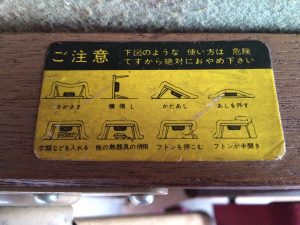 ご注意
下図のような 使い方は 危険
ですから絶対におやめ下さい
さかさま 横倒し かたあし あしを外す
衣類などを入れる 他の熱器具の併用 フトンを押こむ フトンが半開き